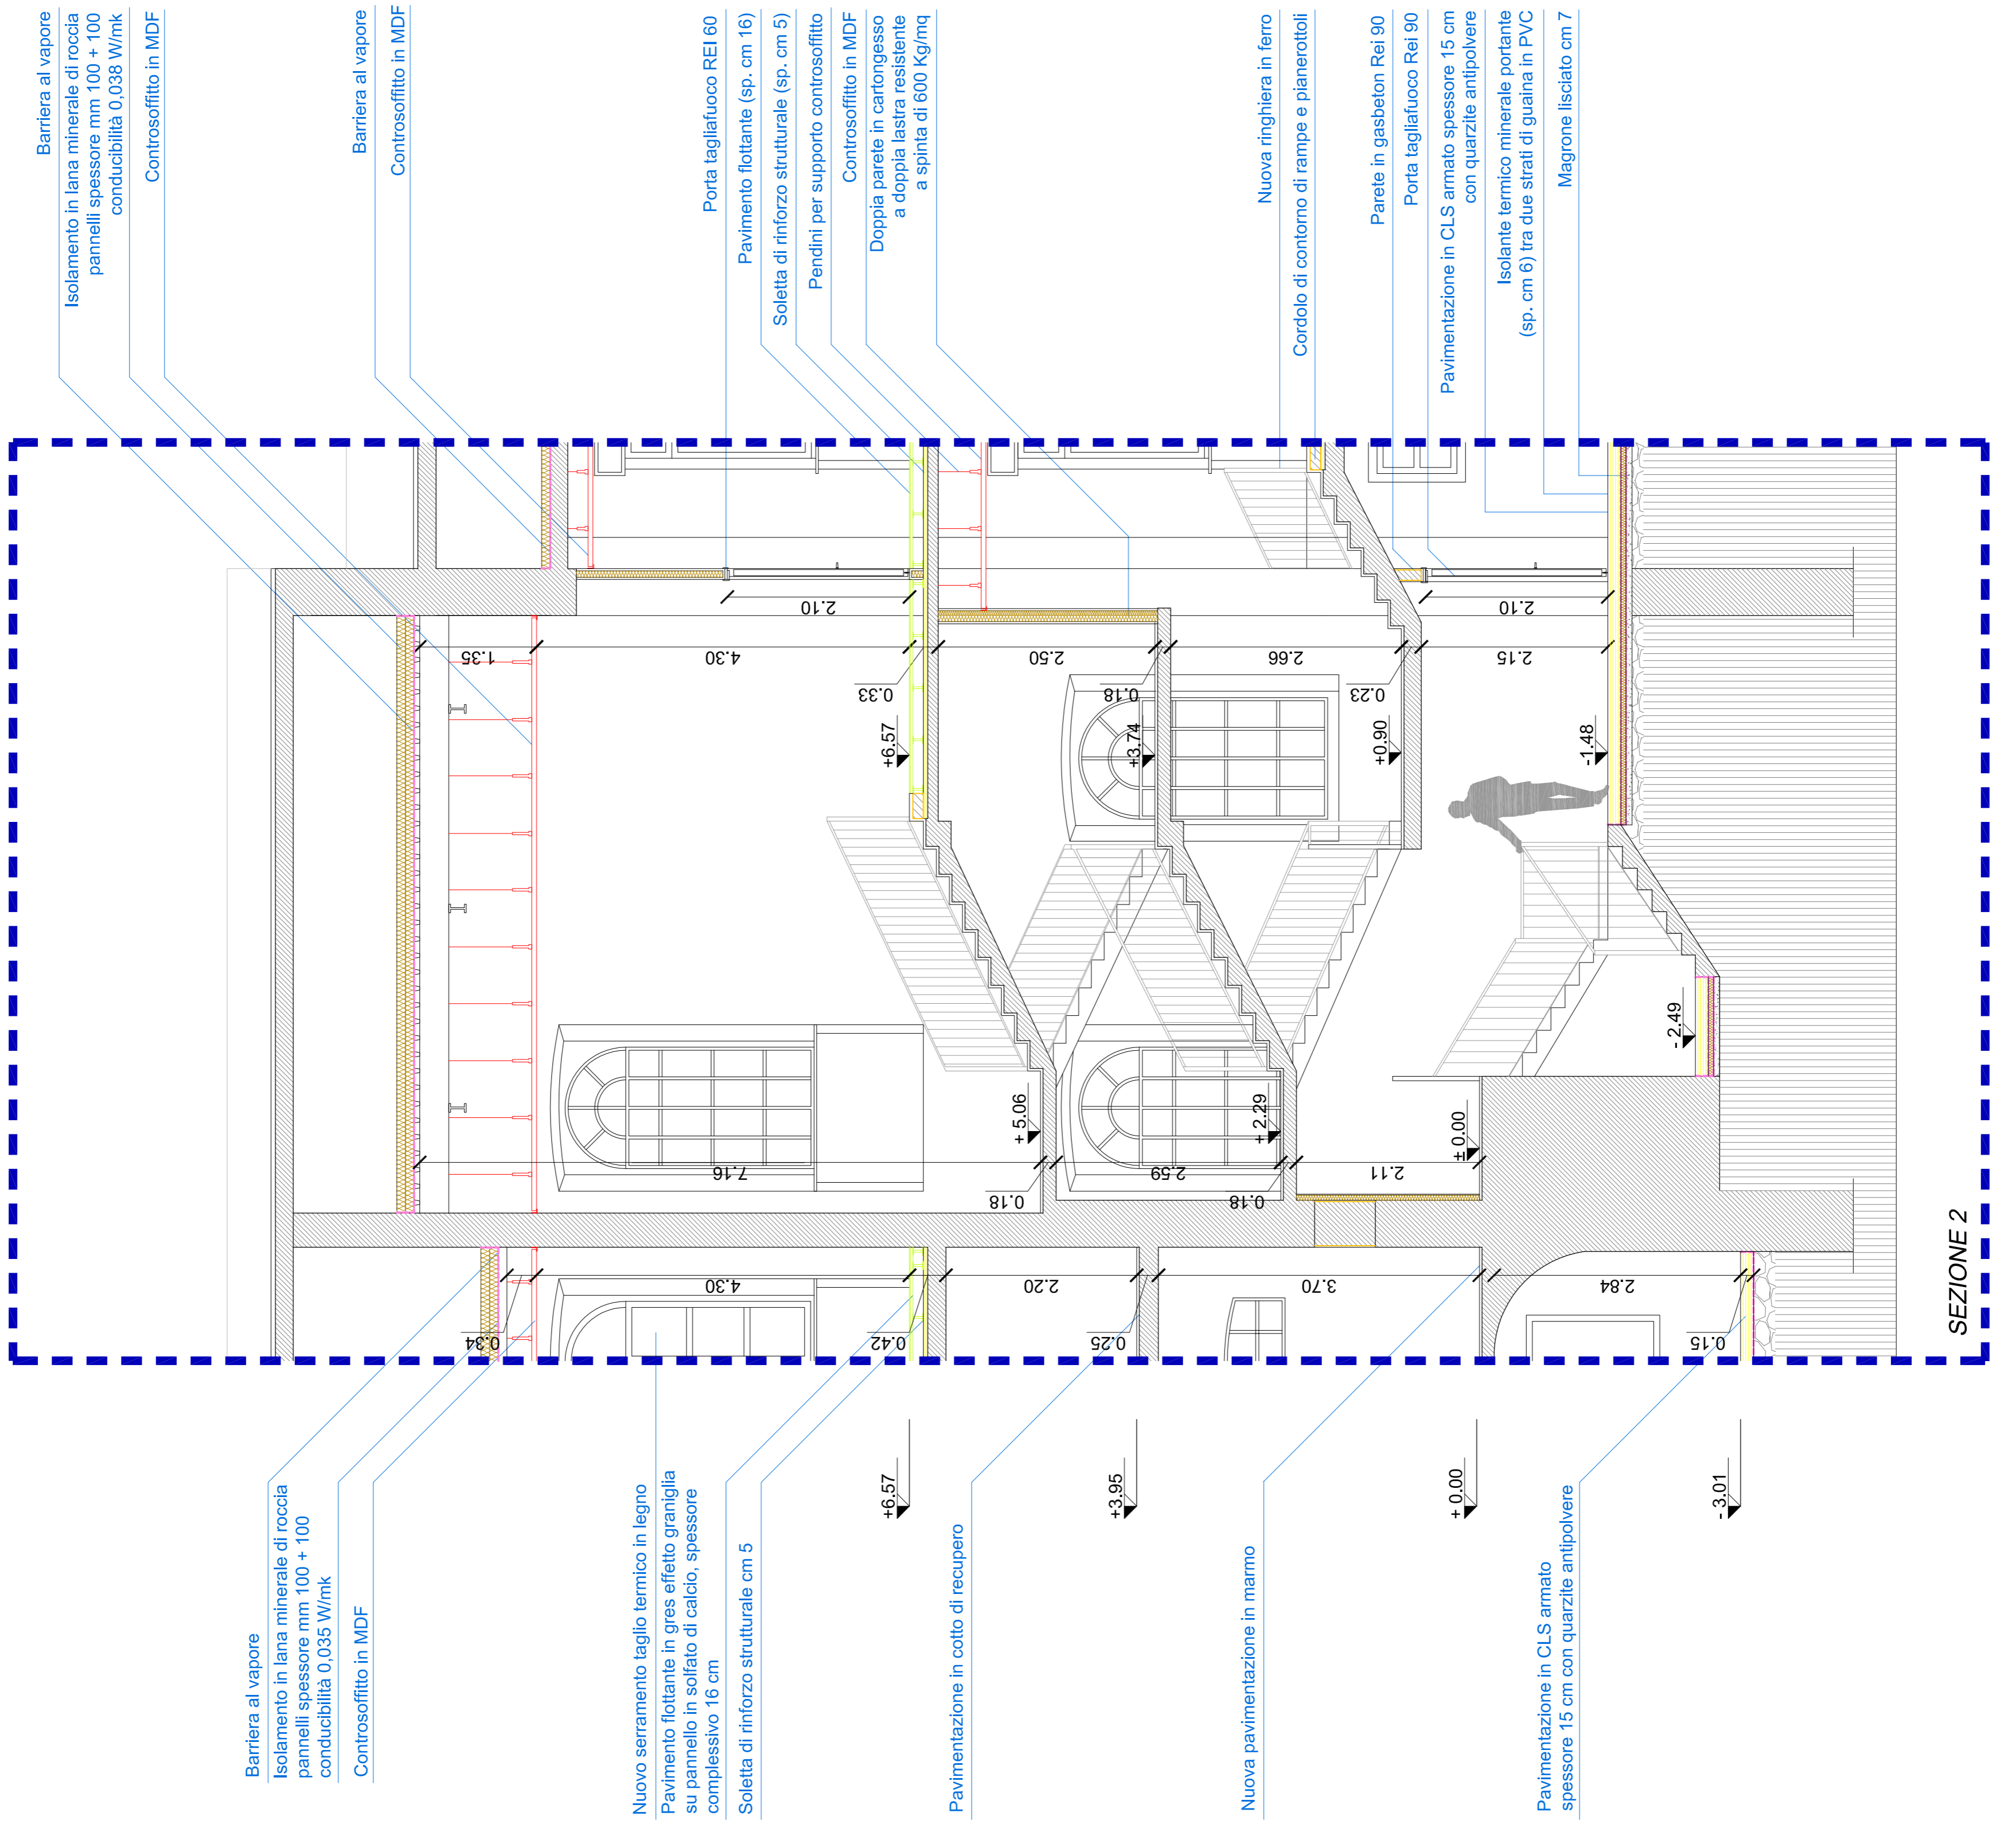 Barriera al vapore
Isolamento in lana minerale di roccia
pannelli spessore mm 100 + 100
conducibilità 0,038 W/mk
Controsoffitto in MDF
Barriera al vapore
Controsoffitto in MDF
Porta tagliafuoco REI 60
Pavimento flottante (sp. cm 16)
Soletta di rinforzo strutturale (sp. cm 5)
Pendini per supporto controsoffitto
Controsoffitto in MDF
Doppia parete in cartongesso
a doppia lastra resistente
a spinta di 600 Kg/mq
Nuova ringhiera in ferro
Cordolo di contorno di rampe e pianerottoli
Parete in gasbeton Rei 90
Porta tagliafuoco Rei 90
Pavimentazione in CLS armato spessore 15 cm
con quarzite antipolvere
Isolante termico minerale portante
(sp. cm 6) tra due strati di guaina in PVC
Magrone lisciato cm 7
2.10
2.10
1.35
4.30
0.33
2.50
0.18
2.66
0.23
2.15
+6.57
+3.74
+0.90
-1.48
- 2.49
+ 5.06
+ 2.29
± 0.00
7.16
0.18
2.59
0.18
2.11
0.34
4.30
0.42
2.20
0.25
3.70
2.84
0.15
SEZIONE 2
+6.57
+3.95
+ 0.00
- 3.01
Barriera al vapore
Isolamento in lana minerale di roccia
pannelli spessore mm 100 + 100
conducibilità 0,035 W/mk
Controsoffitto in MDF
Nuovo serramento taglio termico in legno
Pavimento flottante in gres effetto graniglia
su pannello in solfato di calcio, spessore
complessivo 16 cm
Soletta di rinforzo strutturale cm 5
Pavimentazione in cotto di recupero
Nuova pavimentazione in marmo
Pavimentazione in CLS armato
spessore 15 cm con quarzite antipolvere